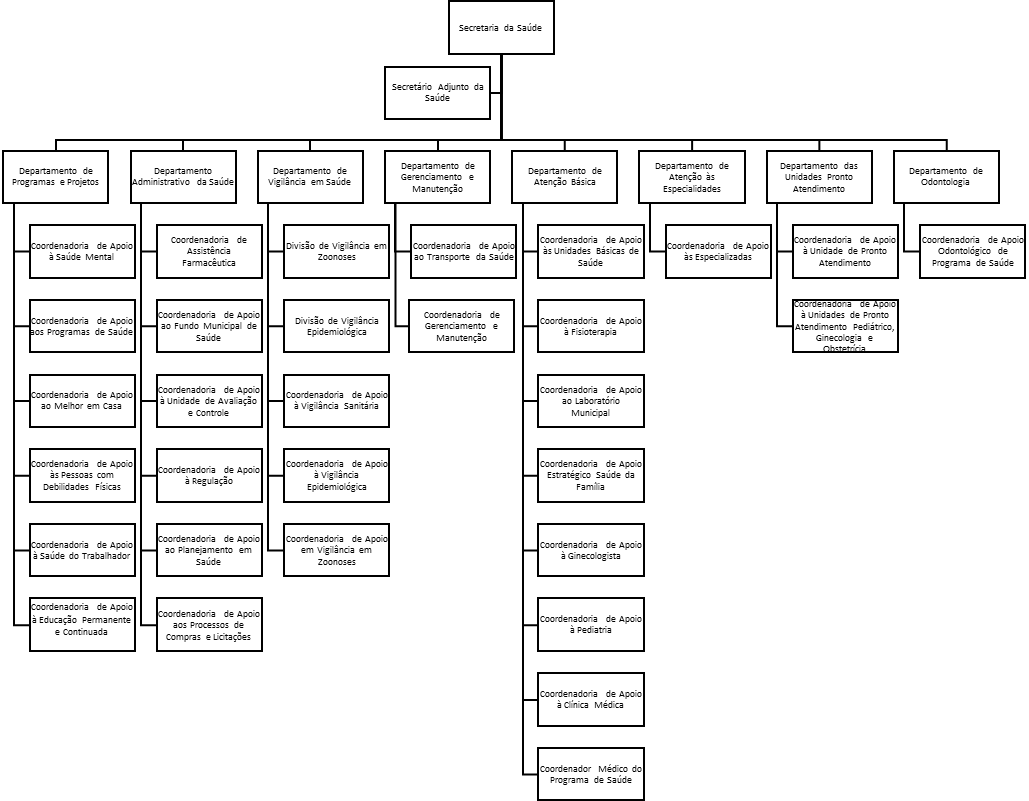 Secretaria da Saúde
Secretário Adjunto da
Saúde
Departamento de
Programas e Projetos
Departamento
Administrativo da Saúde
Departamento de
Vigilância em Saúde
Departamento de
Gerenciamento e
Manutenção
Departamento de
Atenção Básica
Departamento de
Atenção às
Especialidades
Departamento das
Unidades Pronto
Atendimento
Departamento de
Odontologia
Coordenadoria de Apoio
à Saúde Mental
Coordenadoria de
Assistência
Farmacêutica
Divisão de Vigilância em
Zoonoses
Coordenadoria de Apoio
ao Transporte da Saúde
Coordenadoria de Apoio
às Unidades Básicas de
Saúde
Coordenadoria de Apoio
às Especializadas
Coordenadoria de Apoio
à Unidade de Pronto
Atendimento
Coordenadoria de Apoio
Odontológico de
Programa de Saúde
Coordenadoria de Apoio
aos Programas de Saúde
Coordenadoria de Apoio
ao Fundo Municipal de
Saúde
Divisão de Vigilância
Epidemiológica
Coordenadoria de
Gerenciamento e
Manutenção
Coordenadoria de Apoio
à Fisioterapia
Coordenadoria de Apoio
à Unidades de Pronto
Atendimento Pediátrico,
Ginecologia e
Obstetrícia
Coordenadoria de Apoio
ao Melhor em Casa
Coordenadoria de Apoio
à Unidade de Avaliação
e Controle
Coordenadoria de Apoio
à Vigilância Sanitária
Coordenadoria de Apoio
ao Laboratório
Municipal
Coordenadoria de Apoio
às Pessoas com
Debilidades Físicas
Coordenadoria de Apoio
à Regulação
Coordenadoria de Apoio
à Vigilância
Epidemiológica
Coordenadoria de Apoio
Estratégico Saúde da
Família
Coordenadoria de Apoio
à Saúde do Trabalhador
Coordenadoria de Apoio
ao Planejamento em
Saúde
Coordenadoria de Apoio
em Vigilância em
Zoonoses
Coordenadoria de Apoio
à Ginecologista
Coordenadoria de Apoio
à Educação Permanente
e Continuada
Coordenadoria de Apoio
aos Processos de
Compras e Licitações
Coordenadoria de Apoio
à Pediatria
Coordenadoria de Apoio
à Clínica Médica
Coordenador Médico do
Programa de Saúde